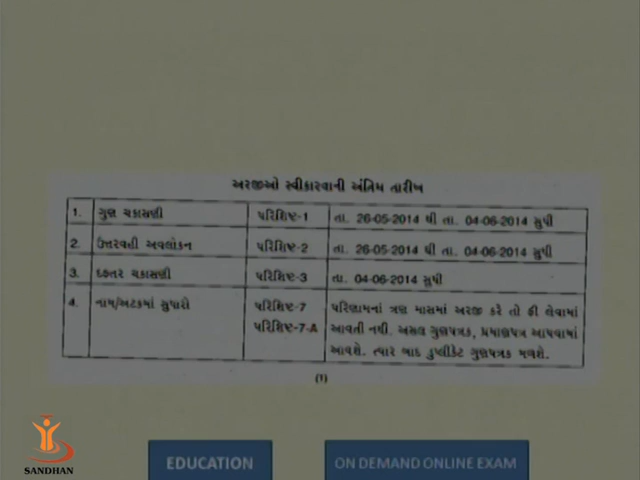 અરજીઓ સ્વીકારવાની અંતિમ તારીખ
1. ગુણ ચકાસણી પરિશિષ્ટ-1 તા. 26-05-2014 થી તા. 04-06-2014 સુધી
2. ઉત્તરવહી અવલોકન પરિશિષ્ટ-2 તા. 26-05-2014 થી તા. 04-06-2014 સુધી
3. દફતર ચકાસણી પરિશિષ્ટ-3 તા. 04-06-2014 સુધી
4. નામ/અટકમાં સુધારો પરિશિષ્ટ-7 પરિણામનાં ત્રણ માસમાં અરજી કરે તો ફી લેવામાં
પરિશિષ્ટ-7-A આવતી નથી. અસલ ગુણપત્રક, પ્રમાણપત્ર આપવામાં
આવશે. ત્યાર બાદ ડુપ્લીકેટ ગુણપત્રક મળશે.
(1)
SANDHAN
EDUCATION
ON DEMAND ONLINE EXAM